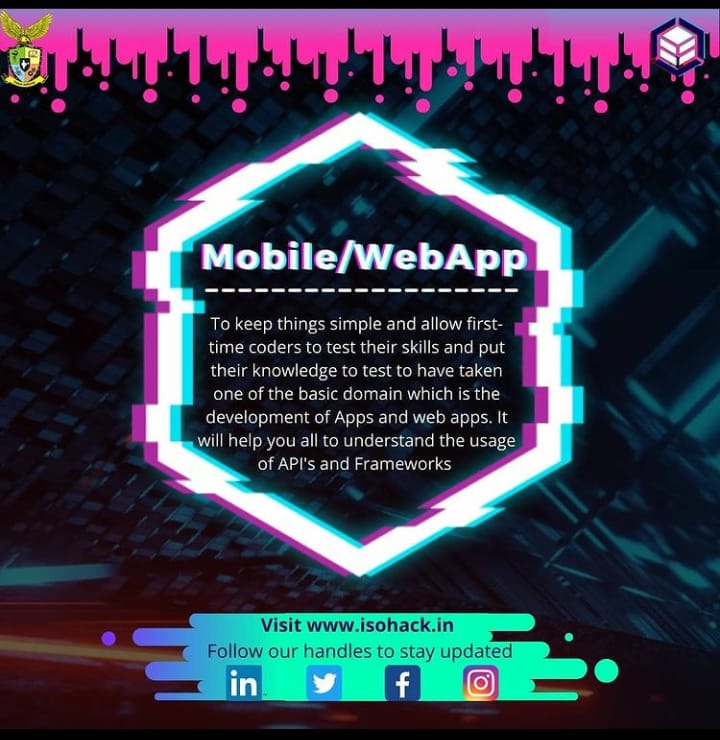 Mobile/WebApp
To keep things simple and allow first-
time coders to test their skills and put
their knowledge to test to have taken
one of the basic domain which is the
development of Apps and web apps. It
will help you all to understand the usage
of API's and Frameworks
Visit www.isohack.in
Follow our handles to stay updated
in
f